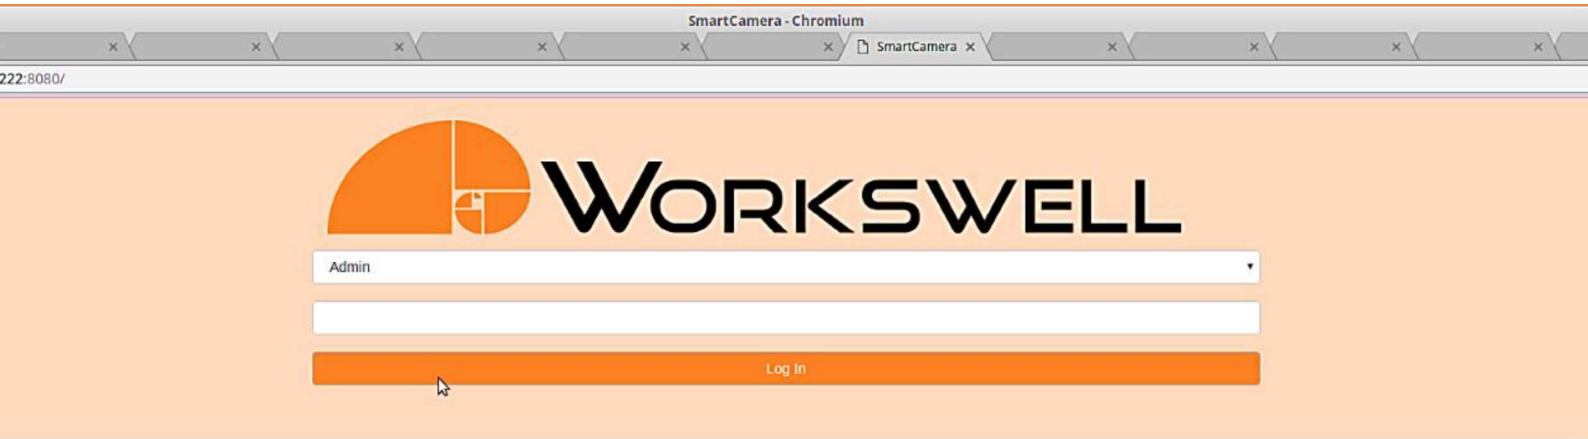 SmartCamera - Chromium
SmartCamera
222:8080/
WORKSWELL
Admin
Log In